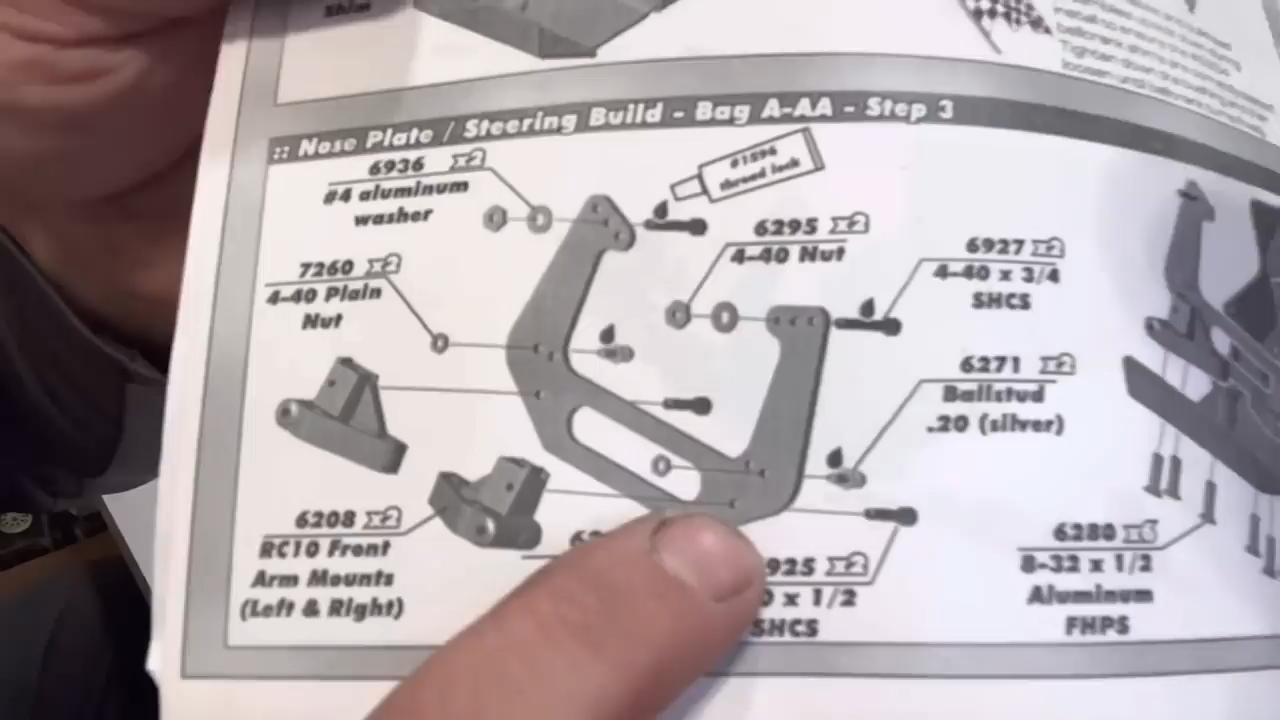 Shim
:: Nose Plate / Steering Build - Bag A-AA - Step 3
6936 x2
#4 aluminum
washer
#1596
thread lock
6295 x2
4-40 Nut
6927 x2
4-40 x 3/4
SHCS
7260 x2
4-40 Plain
Nut
6271 x2
Ballstud
.20 (silver)
6208 x2
RC10 Front
Arm Mounts
(Left & Right)
925 x2
x 1/2
SHCS
6280 x6
8-32 x 1/2
Aluminum
FHPS